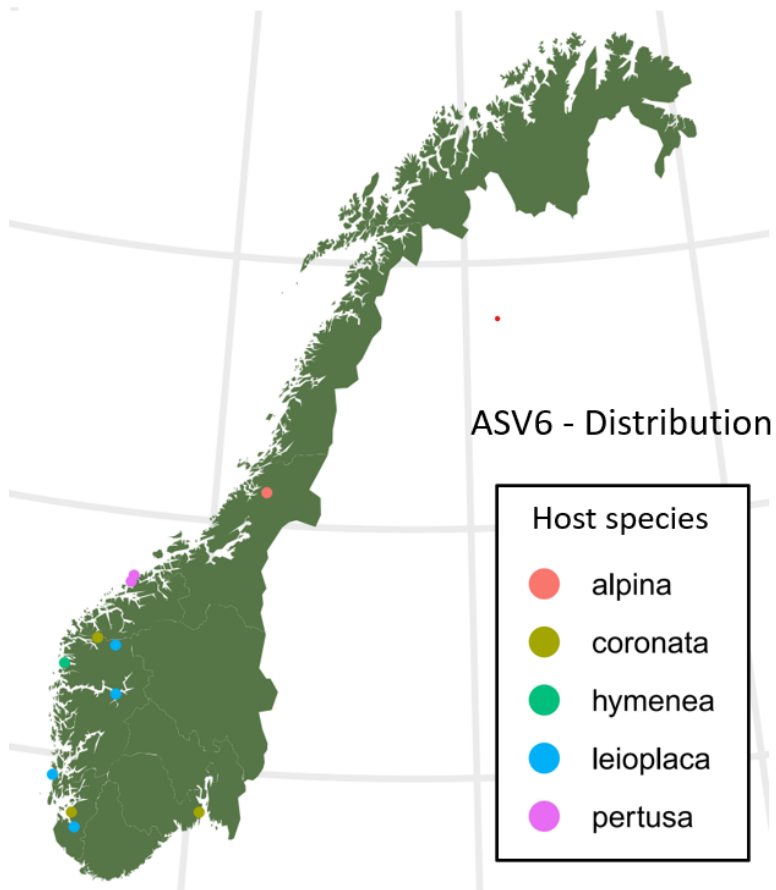 ASV6 - Distribution
Host species
alpina
coronata
hymenea
leioplaca
pertusa